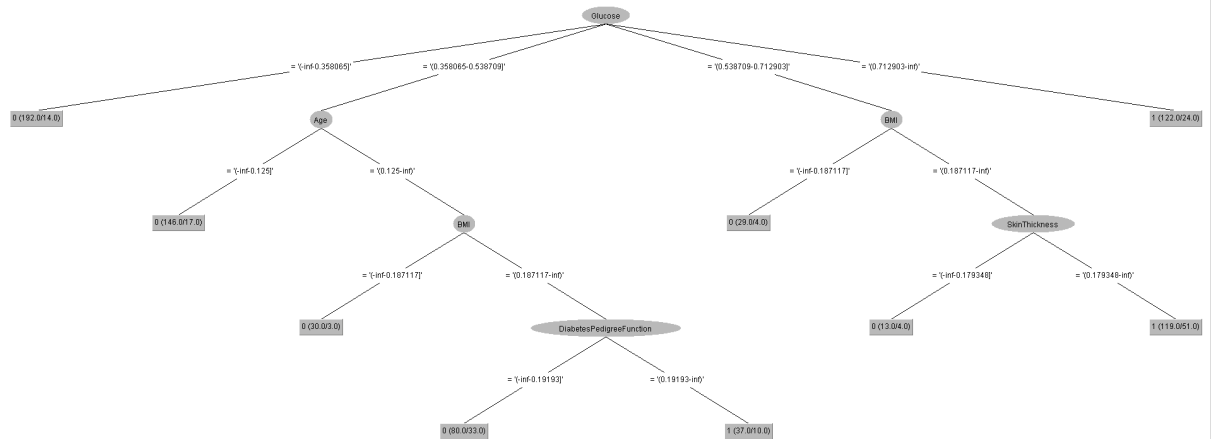 Glucose
= '(-inf-0.358065]'
= '(0.358065-0.538709]'
= '(0.538709-0.712903]'
= '(0.712903-inf)'
0 (192.0/14.0)
Age
BMI
1 (122.0/24.0)
= '(-inf-0.125]'
= '(0.125-inf)'
= '(-inf-0.187117]'
= '(0.187117-inf)'
0 (146.0/17.0)
BMI
0 (29.0/4.0)
SkinThickness
= '(-inf-0.187117]'
= '(0.187117-inf)'
= '(-inf-0.179348]'
= '(0.179348-inf)'
0 (30.0/3.0)
DiabetesPedigreeFunction
0 (13.0/4.0)
1 (119.0/51.0)
= '(-inf-0.19193]'
= '(0.19193-inf)'
0 (80.0/33.0)
1 (37.0/10.0)